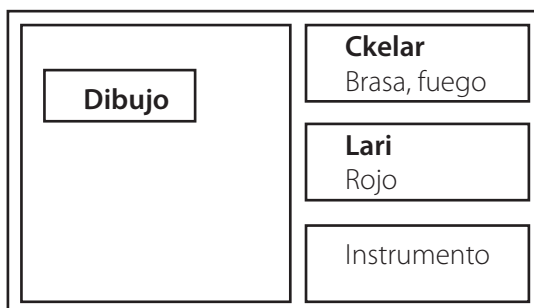 Dibujo
Ckelar
Brasa, fuego
Lari
Rojo
Instrumento